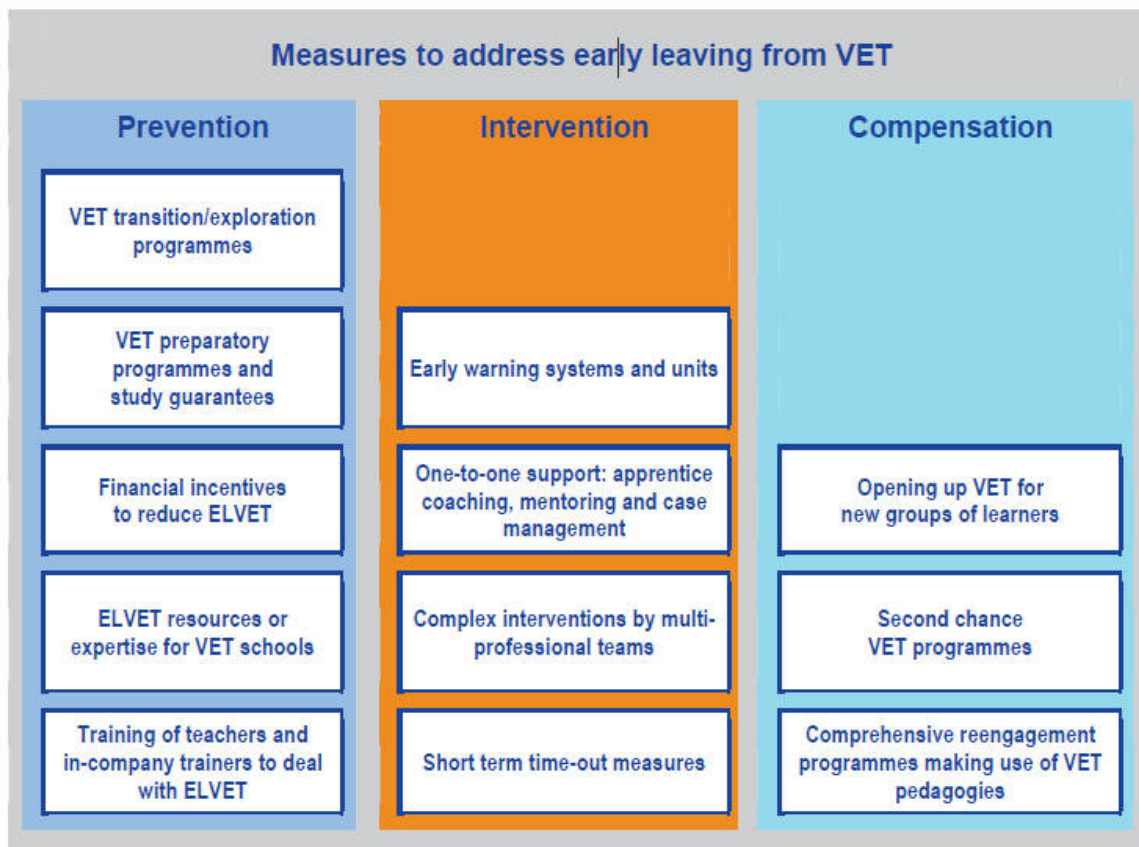 Measures to address early leaving from VET
Prevention
VET transition/exploration
programmes
VET preparatory
programmes and
study guarantees
Financial incentives
to reduce ELVET
ELVET resources or
expertise for VET schools
Training of teachers and
in-company trainers to deal
with ELVET
Intervention
Early warning systems and units
One-to-one support: apprentice
coaching, mentoring and case
management
Complex interventions by multi-
professional teams
Short term time-out measures
Compensation
Opening up VET for
new groups of learners
Second chance
VET programmes
Comprehensive reengagement
programmes making use of VET
pedagogies